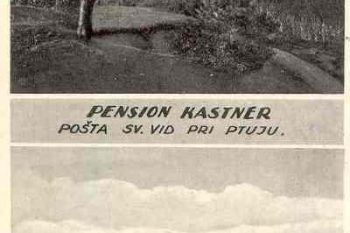 PENSION KASTNER
POŠTA SV. VID PRI PTUJU.